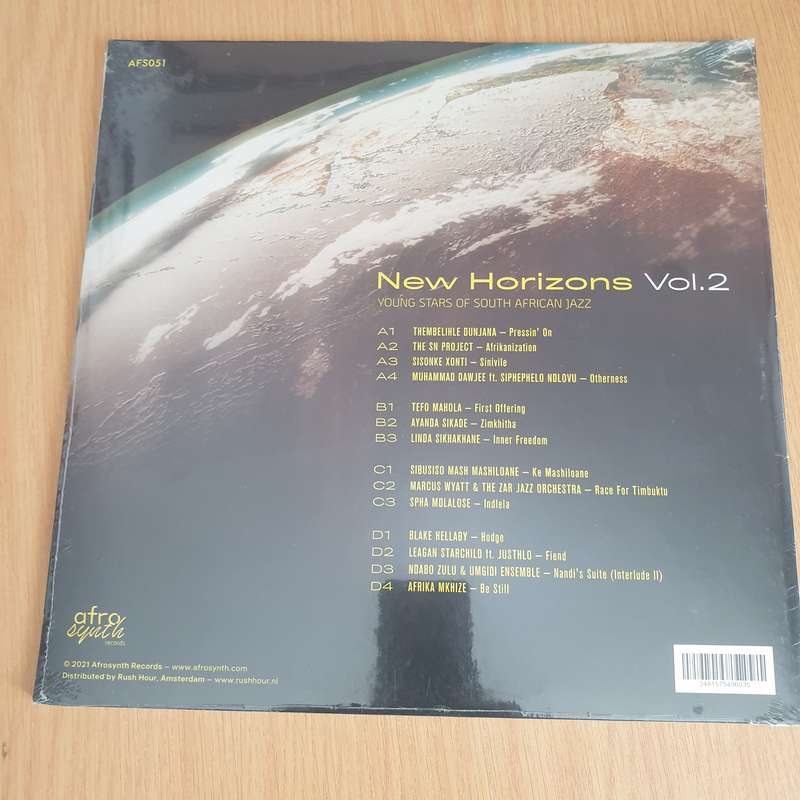 AFS051
New Horizons Vol.2
YOUNG STARS OF SOUTH AFRICAN JAZZ
A1 THEMBELIHLE DUNJANA – Pressin' On
A2 THE SN PROJECT – Afrikanization
A3 SISONKE XONTI – Sinivile
A4 MUHAMMAD DAWJEE ft. SIPHEPHELO NDLOVU – Otherness
B1 TEFO MAHOLA – First Offering
B2 AYANDA SIKADE – Zimkhitha
B3 LINDA SIKHAKHANE – Inner Freedom
C1 SIBUSISO MASH MASHILOANE – Ke Mashiloane
C2 MARCUS WYATT & THE ZAR JAZZ ORCHESTRA – Race For Timbuktu
C3 SPHA MDLALOSE – Indlela
D1 BLAKE HELLABY – Hodge
D2 LEAGAN STARCHILD ft. JUSTHLO – Fiend
D3 NDABO ZULU & UMGIDI ENSEMBLE – Nandi's Suite (Interlude II)
D4 AFRIKA MKHIZE – Be Still
afro
synth
records
© 2021 Afrosynth Records – www.afrosynth.com
Distributed by Rush Hour, Amsterdam – www.rushhour.nl